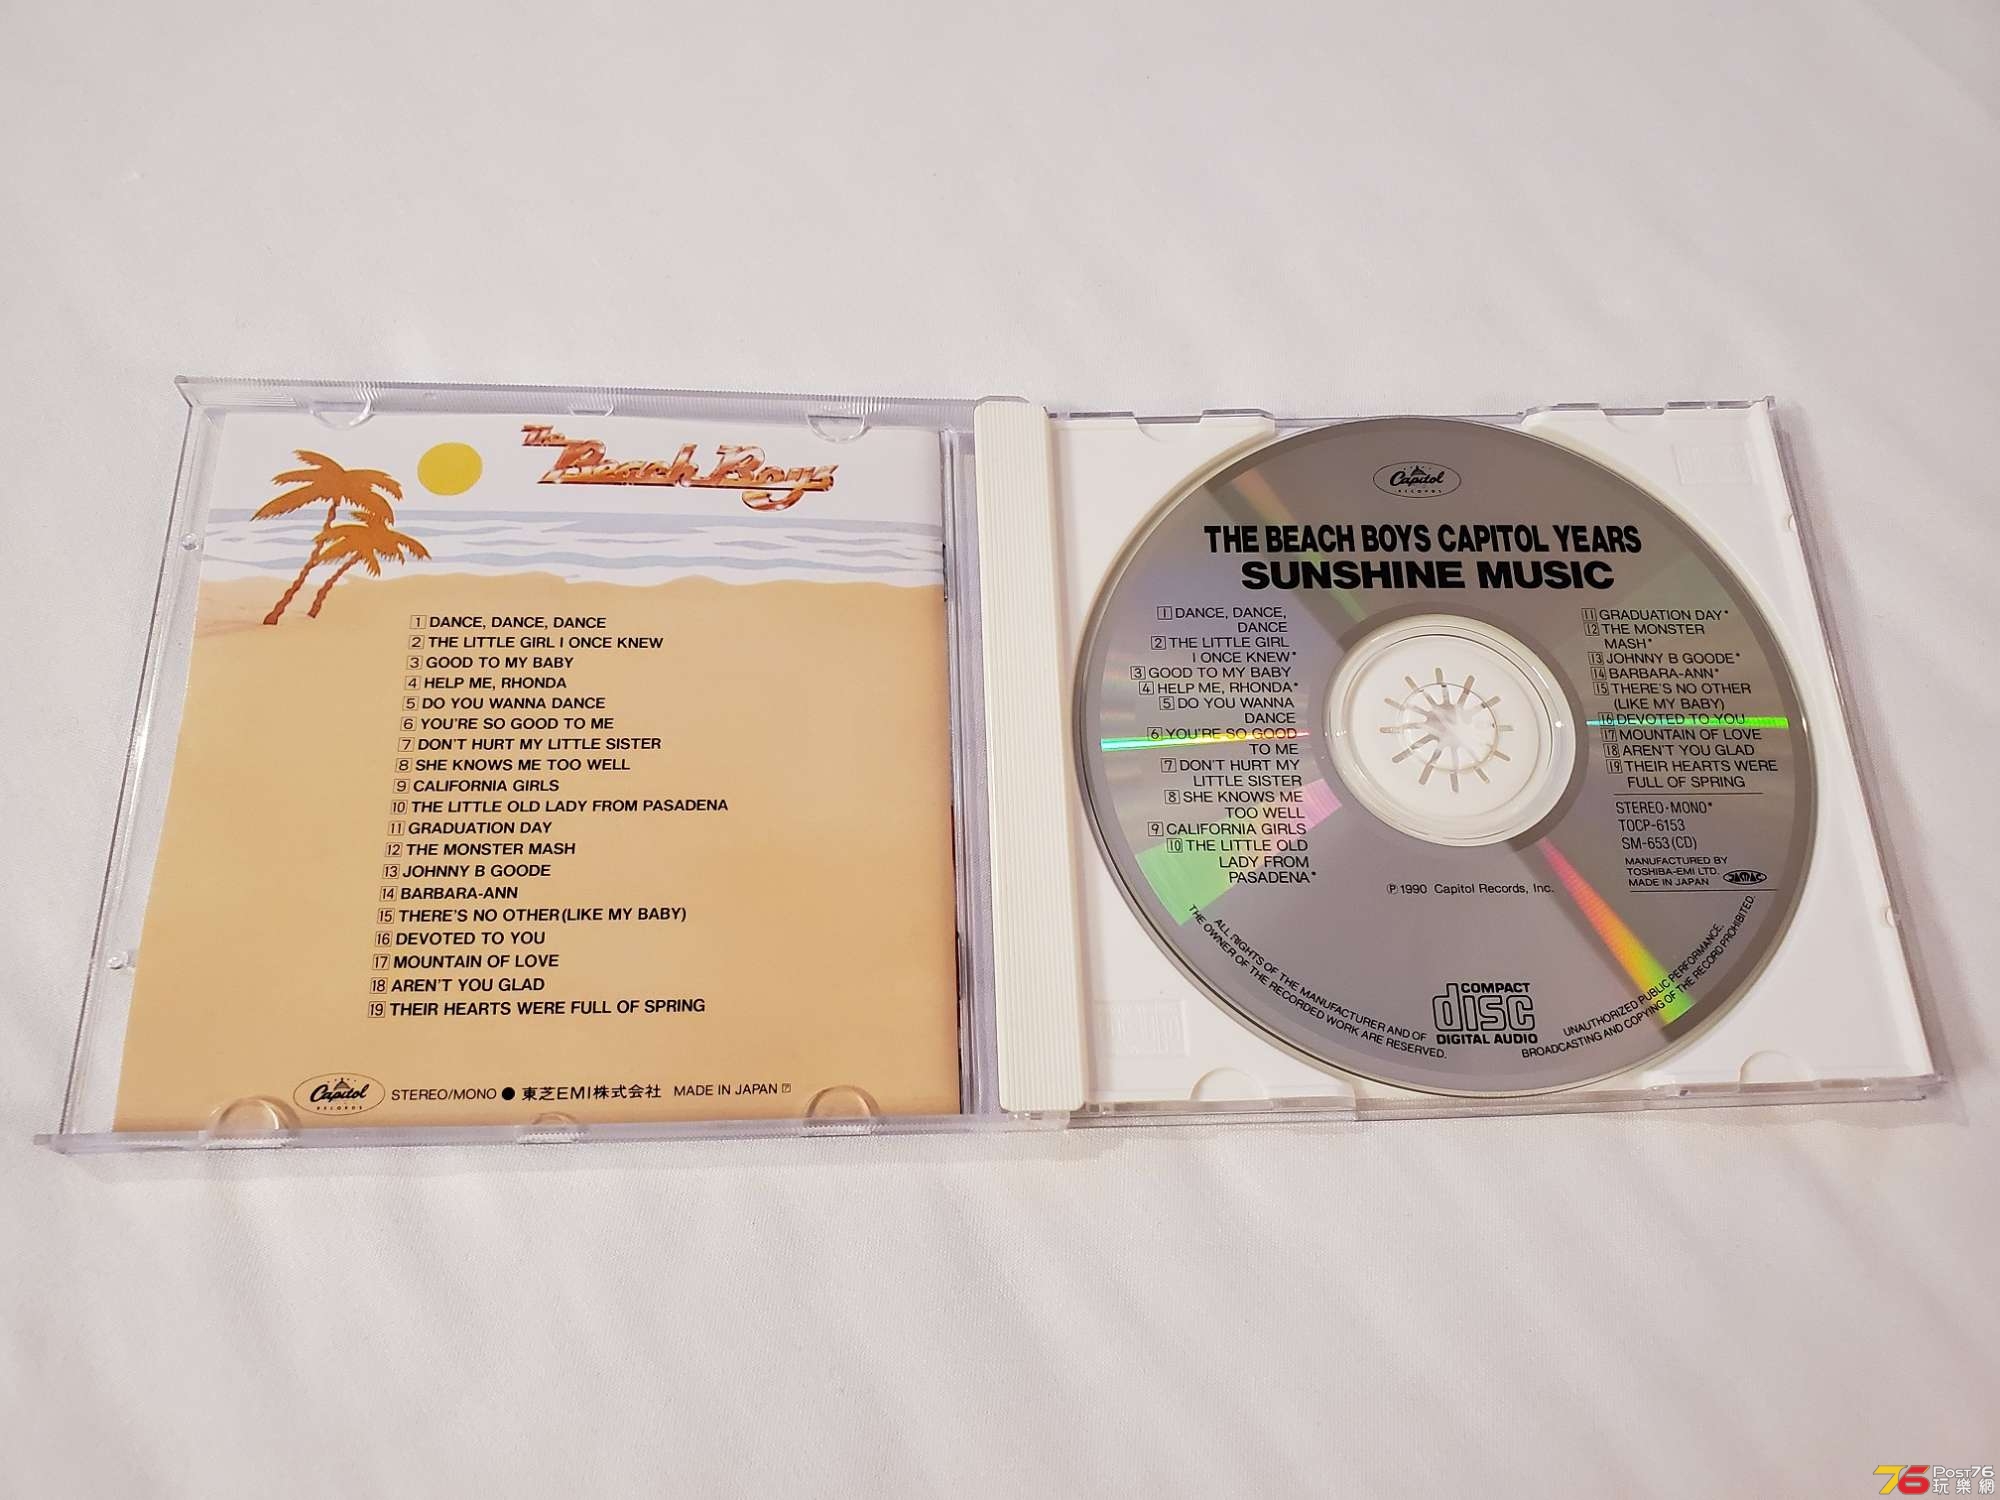 The
Beach Boys
1 DANCE, DANCE, DANCE
2 THE LITTLE GIRL I ONCE KNEW
3 GOOD TO MY BABY
4 HELP ME, RHONDA
5 DO YOU WANNA DANCE
6 YOU'RE SO GOOD TO ME
7 DON'T HURT MY LITTLE SISTER
8 SHE KNOWS ME TOO WELL
9 CALIFORNIA GIRLS
10 THE LITTLE OLD LADY FROM PASADENA
11 GRADUATION DAY
12 THE MONSTER MASH
13 JOHNNY B GOODE
14 BARBARA-ANN
15 THERE'S NO OTHER (LIKE MY BABY)
16 DEVOTED TO YOU
17 MOUNTAIN OF LOVE
18 AREN'T YOU GLAD
19 THEIR HEARTS WERE FULL OF SPRING
Capitol
RECORDS
STEREO/MONO ● 東芝EMI株式会社 MADE IN JAPAN
Capitol
RECORDS
THE BEACH BOYS CAPITOL YEARS
SUNSHINE MUSIC
1 DANCE, DANCE,
DANCE
2 THE LITTLE GIRL
I ONCE KNEW*
3 GOOD TO MY BABY
4 HELP ME, RHONDA*
5 DO YOU WANNA
DANCE
6 YOU'RE SO GOOD
TO ME
7 DON'T HURT MY
LITTLE SISTER
8 SHE KNOWS ME
TOO WELL
9 CALIFORNIA GIRLS
10 THE LITTLE OLD
LADY FROM
PASADENA*
11 GRADUATION DAY*
12 THE MONSTER
MASH*
13 JOHNNY B GOODE*
14 BARBARA-ANN*
15 THERE'S NO OTHER
(LIKE MY BABY)
16 DEVOTED TO YOU
17 MOUNTAIN OF LOVE
18 AREN'T YOU GLAD
19 THEIR HEARTS WERE
FULL OF SPRING
STEREO・MONO*
TOCP-6153
SM-653 (CD)
MANUFACTURED BY
TOSHIBA-EMI LTD.
MADE IN JAPAN JASRAC
Ⓟ1990 Capitol Records, Inc.
ALL RIGHTS OF THE MANUFACTURER AND OF
THE OWNER OF THE RECORDED WORK ARE RESERVED.
COMPACT
disc
DIGITAL AUDIO
UNAUTHORIZED PUBLIC PERFORMANCE,
BROADCASTING AND COPYING OF THE RECORD PROHIBITED.
76 POST76
玩樂網